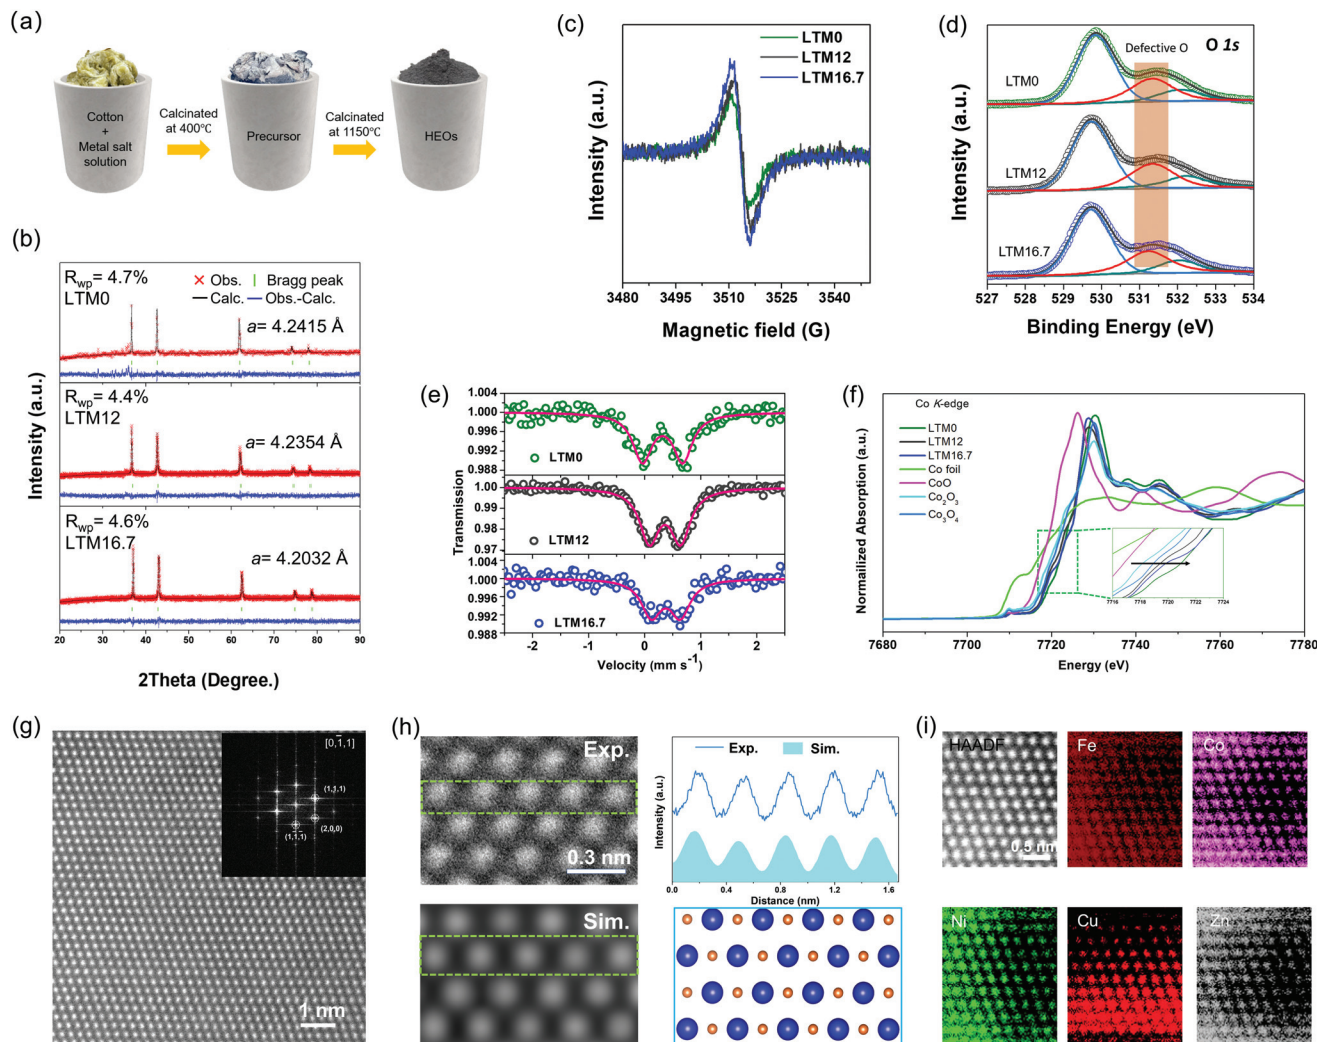 (a)
Cotton
+
Metal salt
solution
Calcinated
at 400℃
Precursor
Calcinated
at 1150℃
HEOs
(b)
Rwp= 4.7%
LTM0
× Obs. | Bragg peak
Calc. Obs.-Calc.
a= 4.2415 Å
Rwp= 4.4%
LTM12
a= 4.2354 Å
Rwp= 4.6%
LTM16.7
a= 4.2032 Å
Intensity (a.u.)
20 30 40 50 60 70 80 90
2Theta (Degree.)
(c)
LTM0
LTM12
LTM16.7
Intensity (a.u.)
3480 3495 3510 3525 3540
Magnetic field (G)
(d)
O 1s
Defective O
LTM0
LTM12
LTM16.7
Intensity (a.u.)
527 528 529 530 531 532 533 534
Binding Energy (eV)
(e)
1.004
1.000
0.996
0.992
0.988
LTM0
1.00
0.99
0.98
0.97
LTM12
1.004
1.000
0.996
0.992
0.988
LTM16.7
Transmission
-2 -1 0 1 2
Velocity (mm s-1)
(f)
Co K-edge
LTM0
LTM12
LTM16.7
Co foil
CoO
Co2O3
Co3O4
Normalizied Absorption (a.u.)
7716 7718 7720 7722 7724
7680 7700 7720 7740 7760 7780
Energy (eV)
(g)
[0,1̄,1]
(1,1,1)
(2,0,0)
(1,1̄,1̄)
1 nm
(h)
Exp.
0.3 nm
Sim.
Exp. Sim.
Intensity (a.u.)
0.0 0.4 0.8 1.2 1.6
Distance (nm)
(i)
HAADF
0.5 nm
Fe
Co
Ni
Cu
Zn